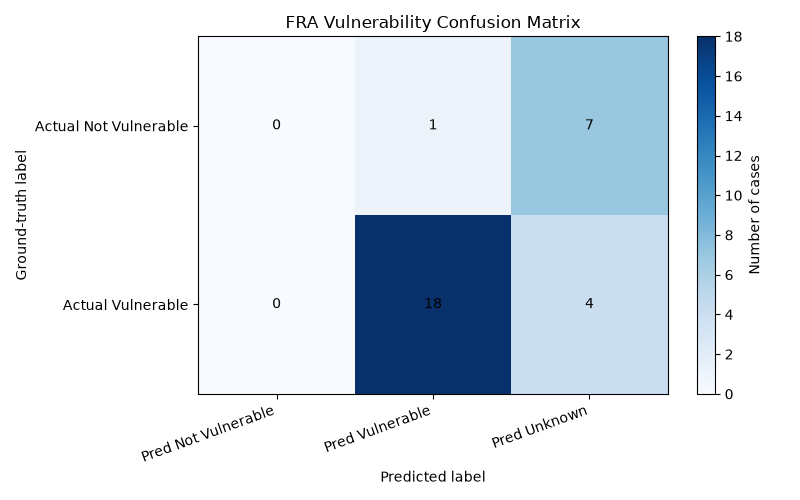 FRA Vulnerability Confusion Matrix
Ground-truth label
Actual Not Vulnerable
0
1
7
Actual Vulnerable
0
18
4
Pred Not Vulnerable
Pred Vulnerable
Pred Unknown
Predicted label
18
16
14
12
10
8
6
4
2
0
Number of cases